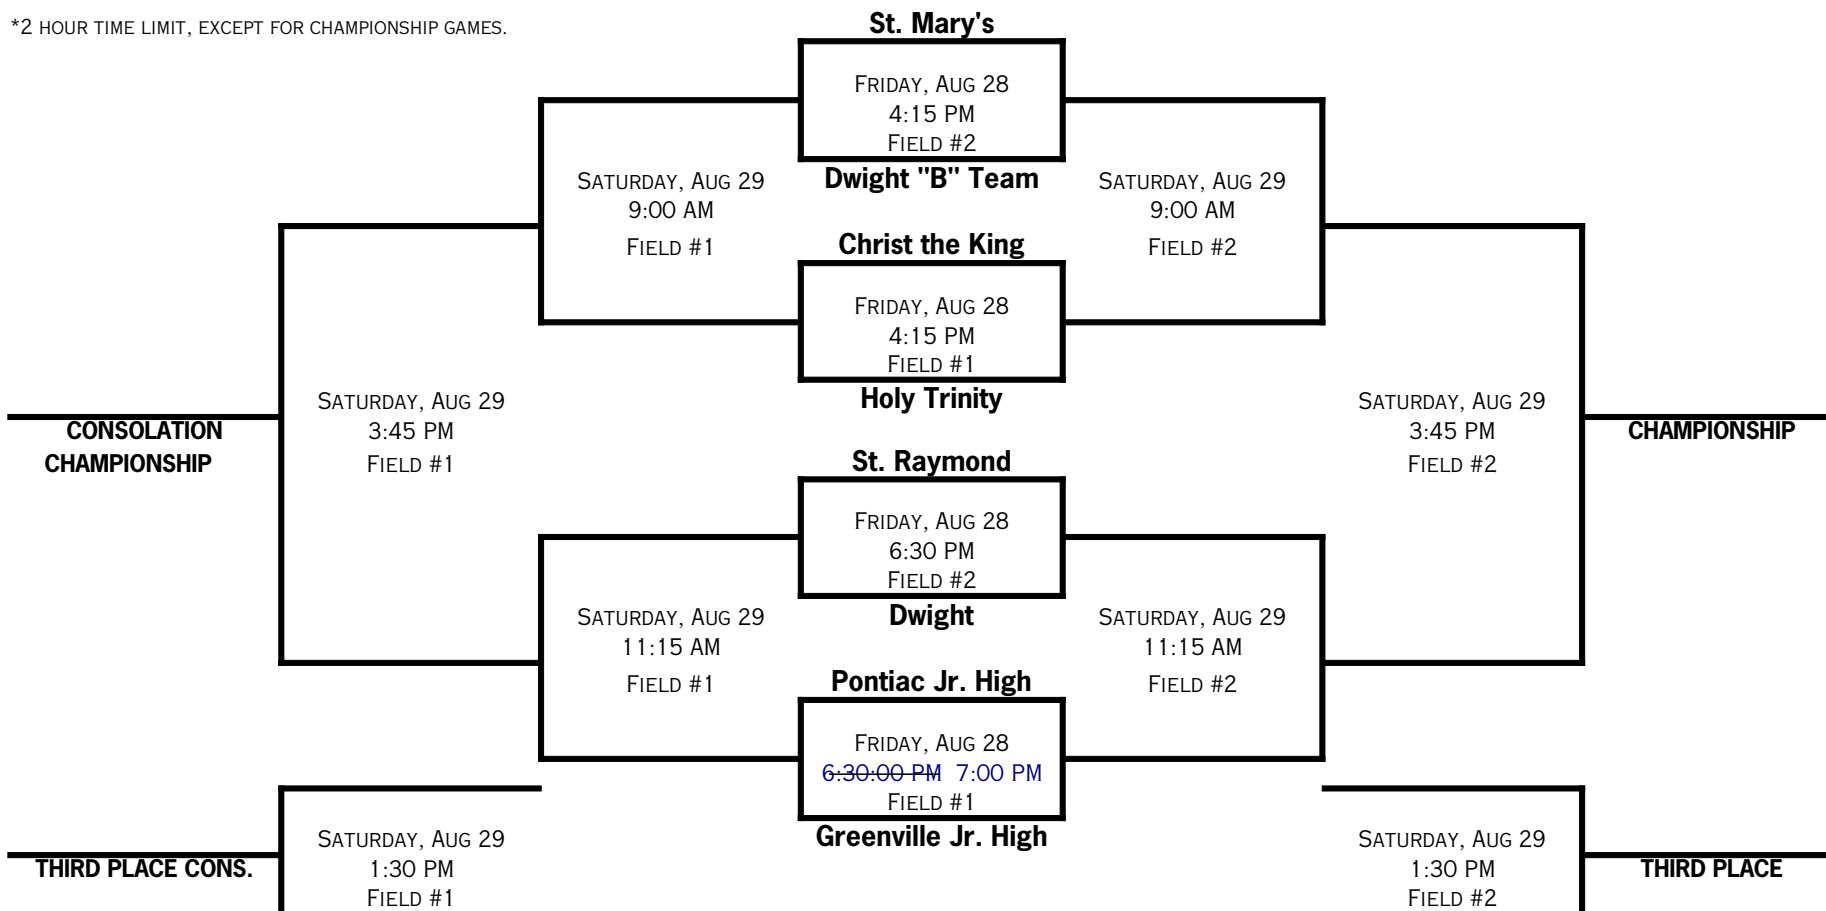 *2 HOUR TIME LIMIT, EXCEPT FOR CHAMPIONSHIP GAMES.
St. Mary's
FRIDAY, AUG 28
4:15 PM
FIELD #2
Dwight "B" Team
SATURDAY, AUG 29
9:00 AM
FIELD #1
SATURDAY, AUG 29
9:00 AM
FIELD #2
Christ the King
FRIDAY, AUG 28
4:15 PM
FIELD #1
Holy Trinity
CONSOLATION
CHAMPIONSHIP
SATURDAY, AUG 29
3:45 PM
FIELD #1
SATURDAY, AUG 29
3:45 PM
FIELD #2
CHAMPIONSHIP
St. Raymond
FRIDAY, AUG 28
6:30 PM
FIELD #2
Dwight
SATURDAY, AUG 29
11:15 AM
FIELD #1
SATURDAY, AUG 29
11:15 AM
FIELD #2
Pontiac Jr. High
FRIDAY, AUG 28
6:30:00 PM 7:00 PM
FIELD #1
Greenville Jr. High
THIRD PLACE CONS.
SATURDAY, AUG 29
1:30 PM
FIELD #1
SATURDAY, AUG 29
1:30 PM
FIELD #2
THIRD PLACE